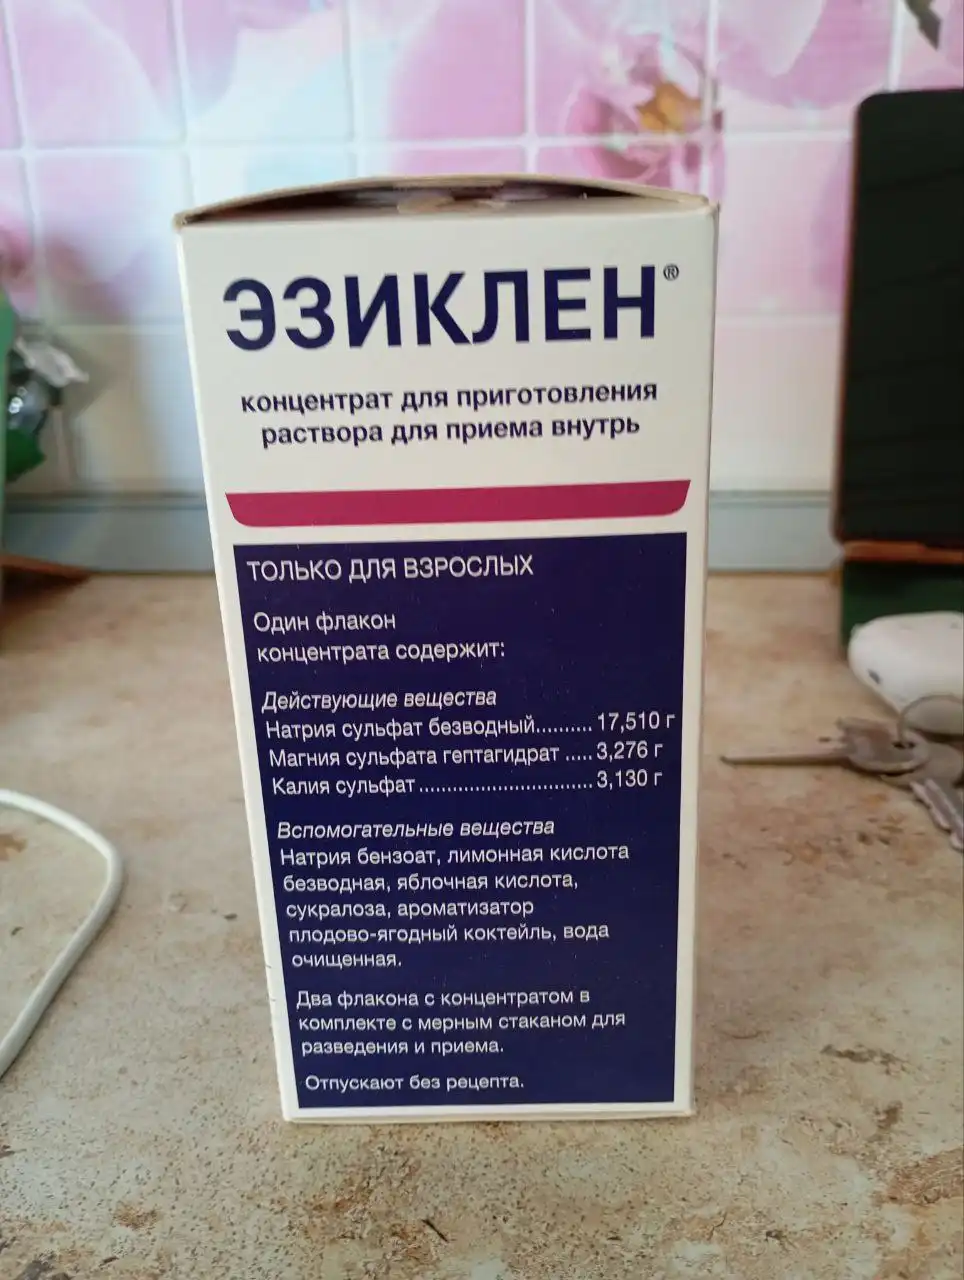 ЭЗИКЛЕН®
концентрат для приготовления
раствора для приема внутрь
ТОЛЬКО ДЛЯ ВЗРОСЛЫХ
Один флакон
концентрата содержит:
Действующие вещества
Натрия сульфат безводный.......... 17,510 г
Магния сульфата гептагидрат ..... 3,276 г
Калия сульфат ............................... 3,130 г
Вспомогательные вещества
Натрия бензоат, лимонная кислота
безводная, яблочная кислота,
сукралоза, ароматизатор
плодово-ягодный коктейль, вода
очищенная.
Два флакона с концентратом в
комплекте с мерным стаканом для
разведения и приема.
Отпускают без рецепта.